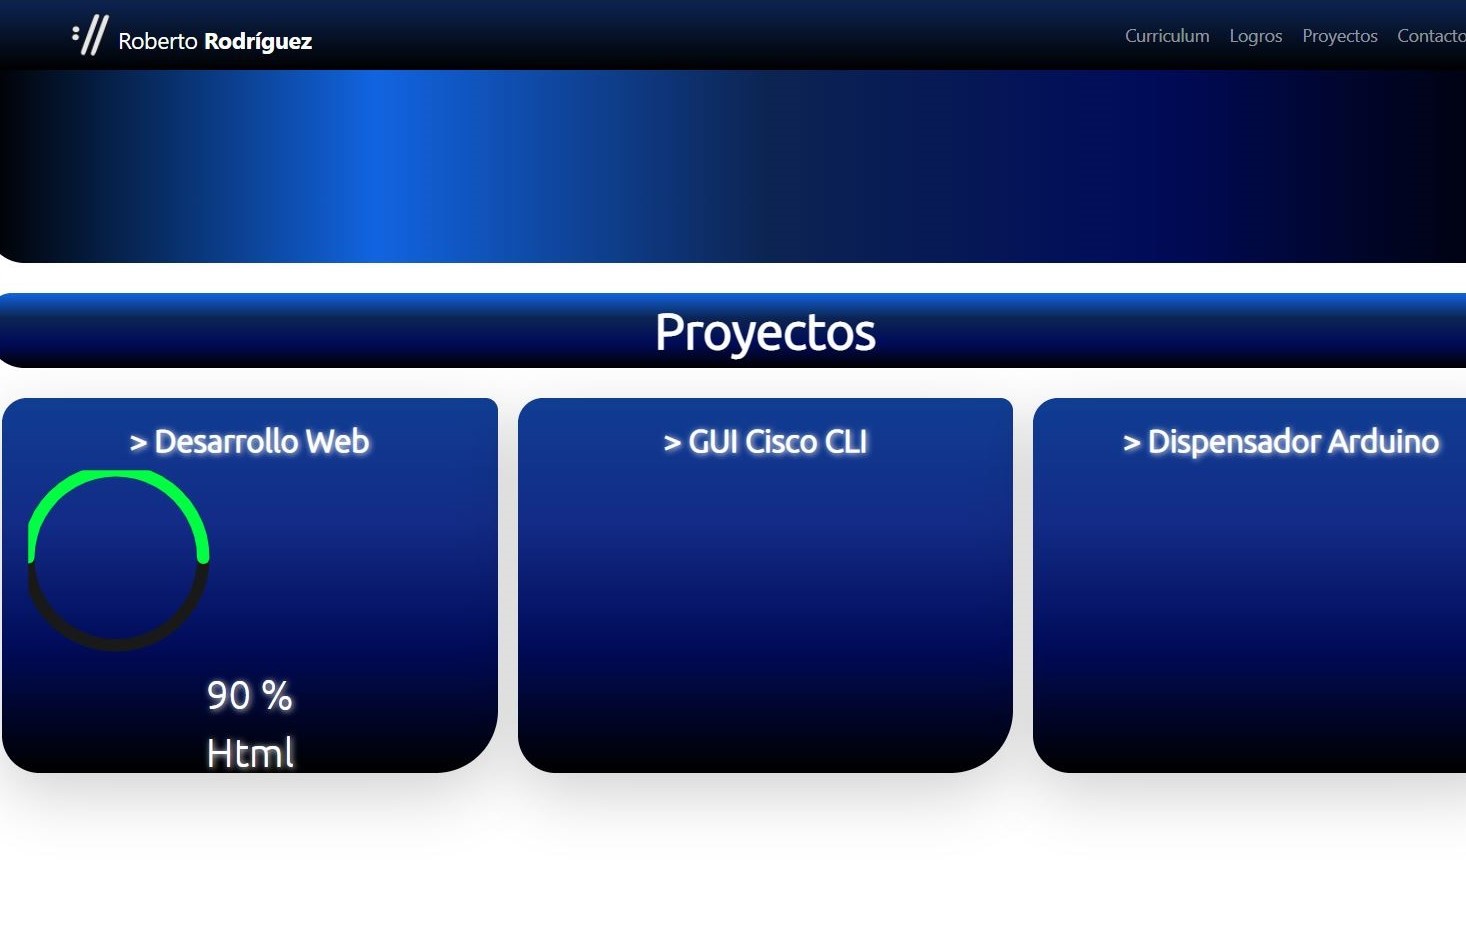 :// Roberto Rodríguez
Curriculum Logros Proyectos Contacto
Proyectos
> Desarrollo Web
90 %
Html
> GUI Cisco CLI
> Dispensador Arduino